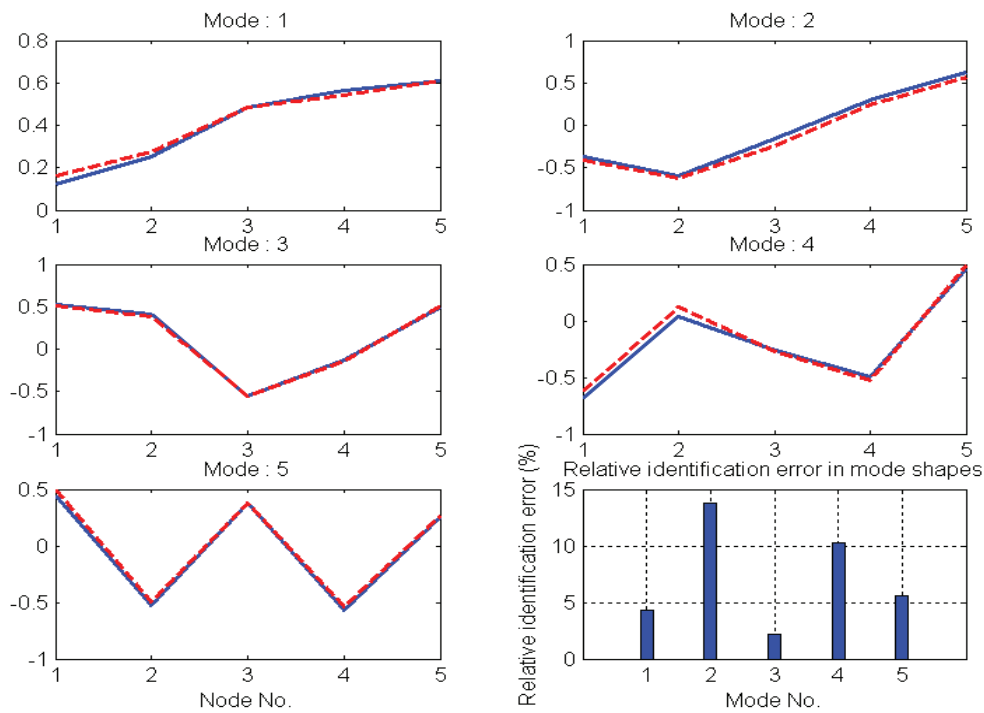 Mode : 1
0.8
0.6
0.4
0.2
0
1 2 3 4 5
Mode : 2
1
0.5
0
-0.5
-1
1 2 3 4 5
Mode : 3
1
0.5
0
-0.5
-1
1 2 3 4 5
Mode : 4
0.5
0
-0.5
-1
1 2 3 4 5
Mode : 5
0.5
0
-0.5
-1
1 2 3 4 5
Node No.
Relative identification error in mode shapes
Relative identification error (%)
15
10
5
0
1 2 3 4 5
Mode No.